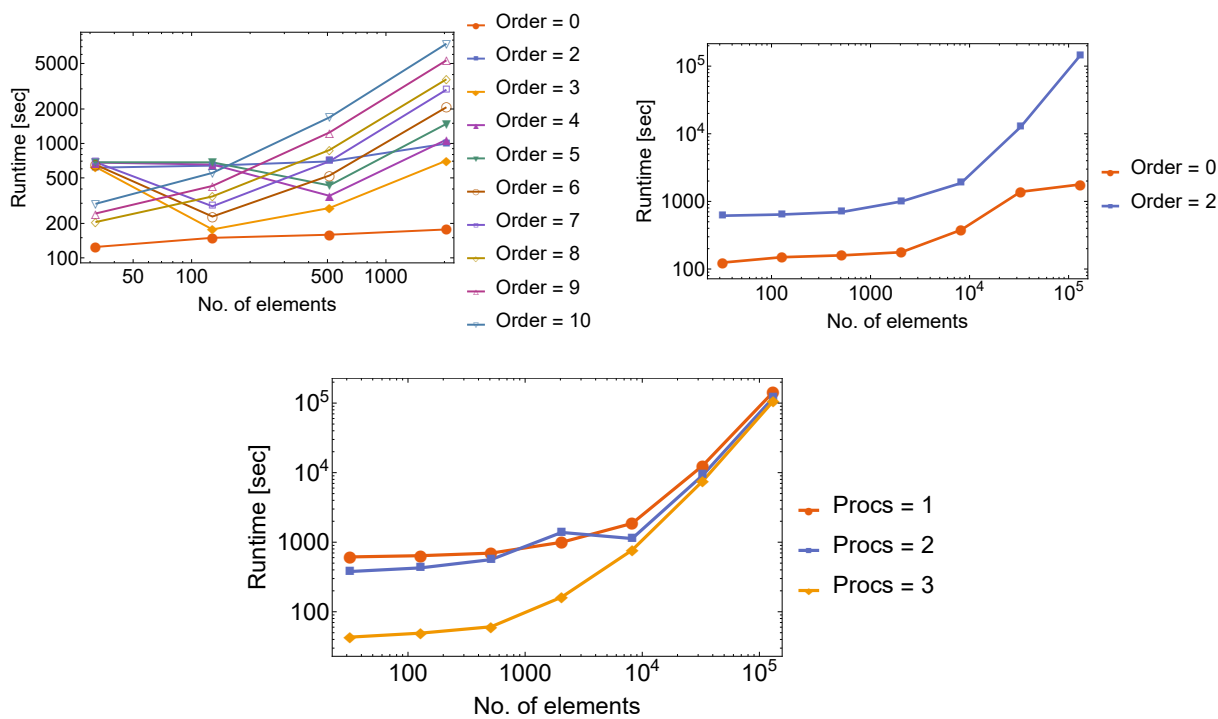 Runtime [sec]
5000
2000
1000
500
200
100
50
100
500
1000
No. of elements
Order = 0
Order = 2
Order = 3
Order = 4
Order = 5
Order = 6
Order = 7
Order = 8
Order = 9
Order = 10
Runtime [sec]
10^5
10^4
1000
100
100
1000
10^4
10^5
No. of elements
Order = 0
Order = 2
Runtime [sec]
10^5
10^4
1000
100
100
1000
10^4
10^5
No. of elements
Procs = 1
Procs = 2
Procs = 3